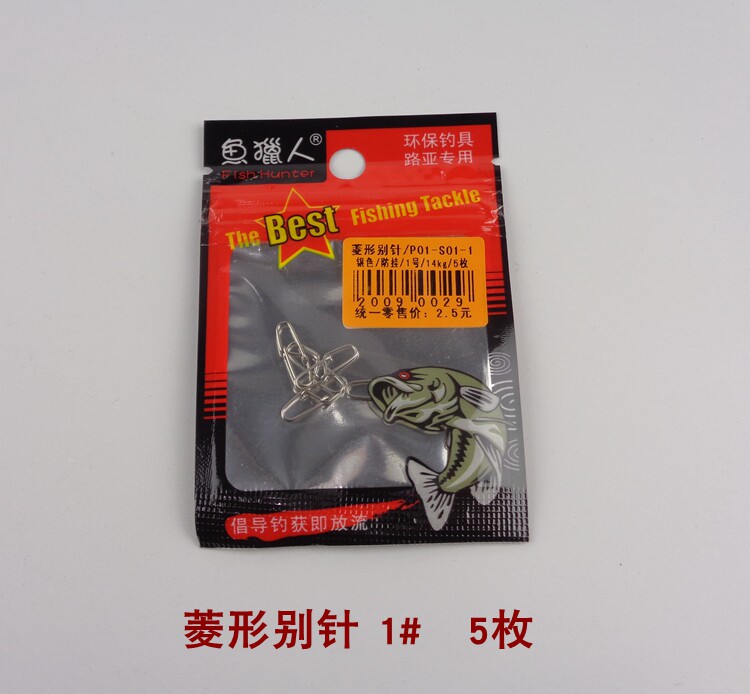 魚獵人®
Fish Hunter
环保钓具
路亚专用
The Best Fishing Tackle
菱形别针/P01-S01-1
银色/防挂/1号/14kg/5枚
2009 0029
统一零售价: 2.5元
倡导钓获即放流
菱形别针 1# 5枚